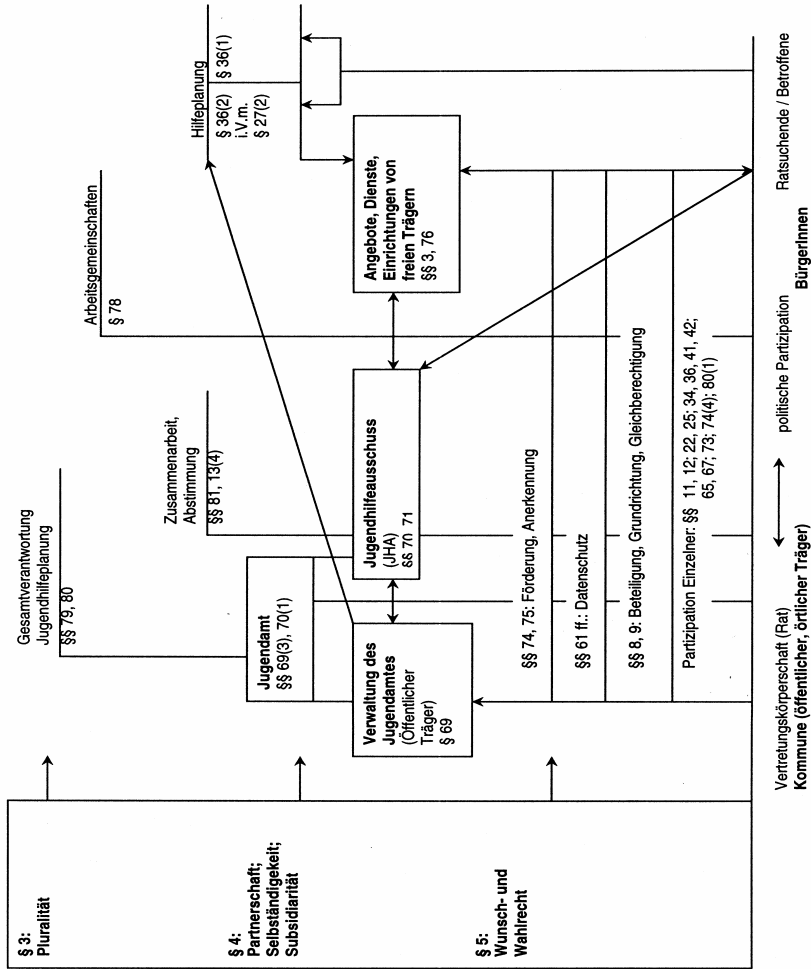 § 3:
Pluralität
§ 4:
Partnerschaft;
Selbständigekeit;
Subsidiarität
§ 5:
Wunsch- und
Wahlrecht
Gesamtverantwortung
Jugendhilfeplanung
§§ 79, 80
Zusammenarbeit,
Abstimmung
§§ 81, 13(4)
Arbeitsgemeinschaften
§ 78
Hilfeplanung
§ 36(2)
i.V.m.
§ 27(2)
§ 36(1)
Jugendamt
§§ 69(3), 70(1)
Verwaltung des
Jugendamtes
(Öffentlicher
Träger)
§ 69
Jugendhilfeausschuss
(JHA)
§§ 70 71
Angebote, Dienste,
Einrichtungen von
freien Trägern
§§ 3, 76
§§ 74, 75: Förderung, Anerkennung
§§ 61 ff.: Datenschutz
§§ 8, 9: Beteiligung, Grundrichtung, Gleichberechtigung
Partizipation Einzelner: §§ 11, 12; 22, 25; 34, 36, 41, 42;
65, 67; 73; 74(4); 80(1)
Vertretungskörperschaft (Rat)
politische Partizipation
Ratsuchende / Betroffene
Kommune (öffentlicher, örtlicher Träger)
BürgerInnen